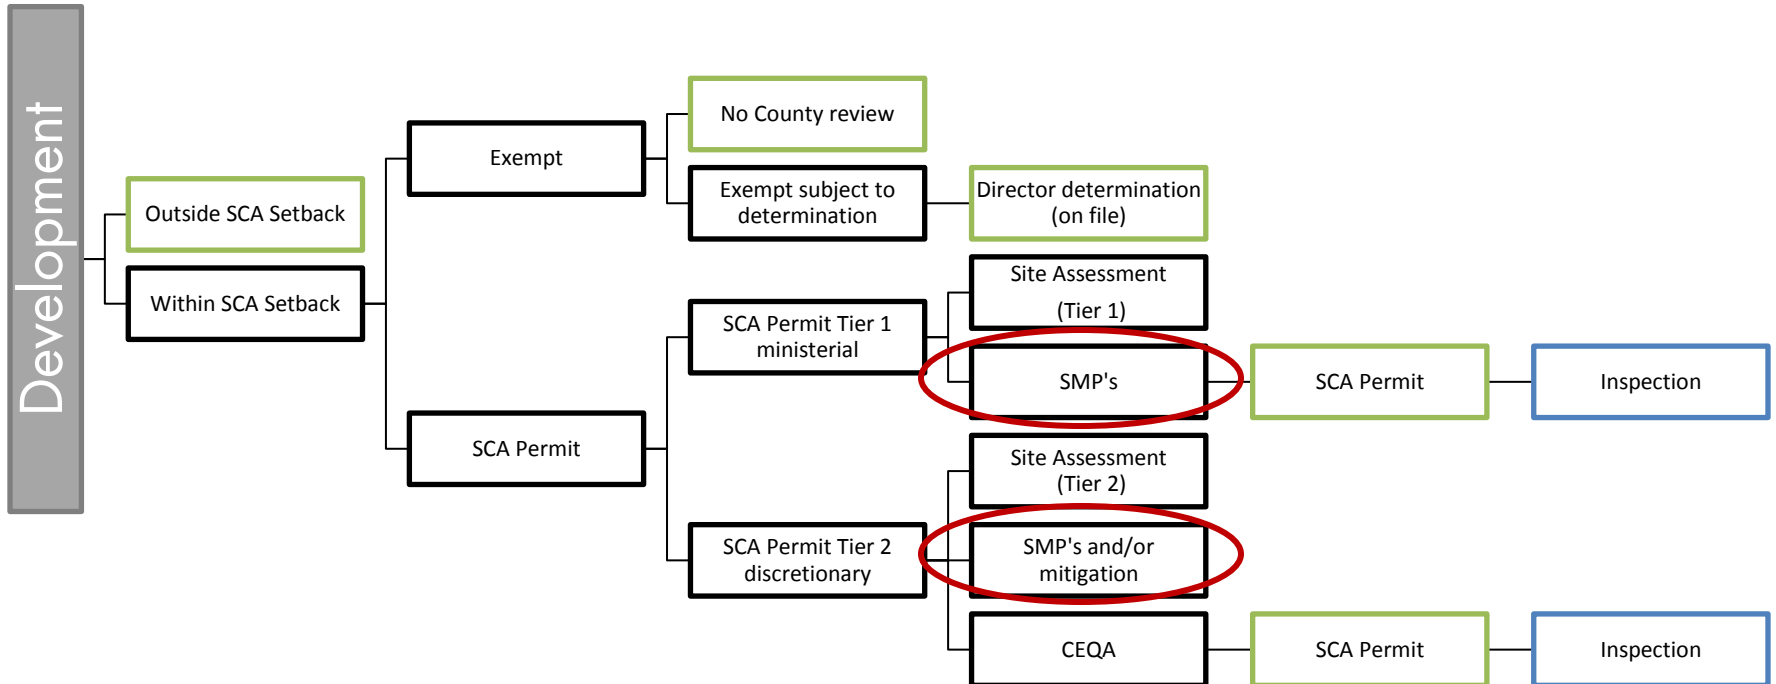 Development
Outside SCA Setback
Within SCA Setback
Exempt
SCA Permit
No County review
Exempt subject to
determination
Director determination
(on file)
SCA Permit Tier 1
ministerial
Site Assessment
(Tier 1)
SMP's
SCA Permit
Inspection
SCA Permit Tier 2
discretionary
Site Assessment
(Tier 2)
SMP's and/or
mitigation
CEQA
SCA Permit
Inspection